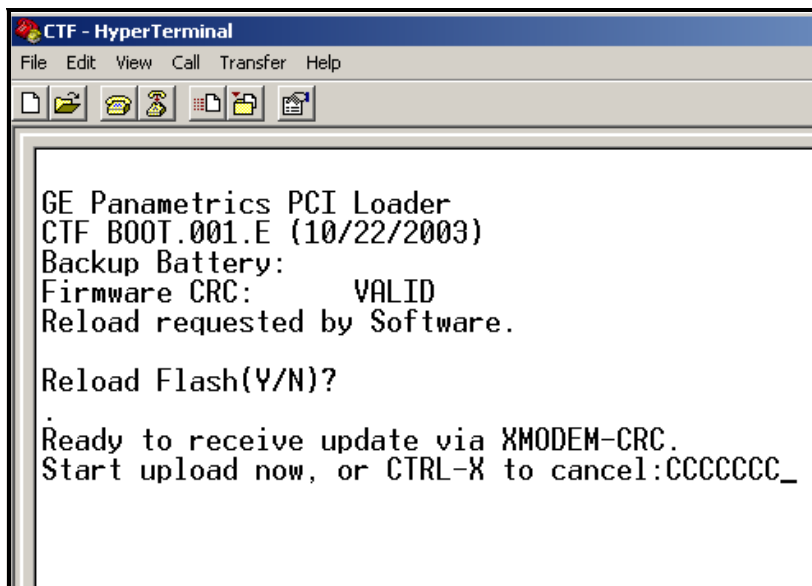 CTF - HyperTerminal
File Edit View Call Transfer Help
GE Panametrics PCI Loader
CTF BOOT.001.E (10/22/2003)
Backup Battery:
Firmware CRC: VALID
Reload requested by Software.
Reload Flash(Y/N)?
.
Ready to receive update via XMODEM-CRC.
Start upload now, or CTRL-X to cancel:CCCCCCC_